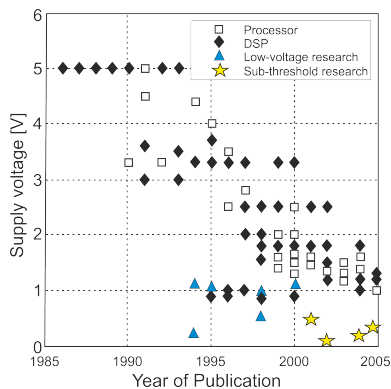 6
Processor
DSP
Low-voltage research
Sub-threshold research
5
4
3
2
1
0
Supply voltage [V]
1985 1990 1995 2000 2005
Year of Publication